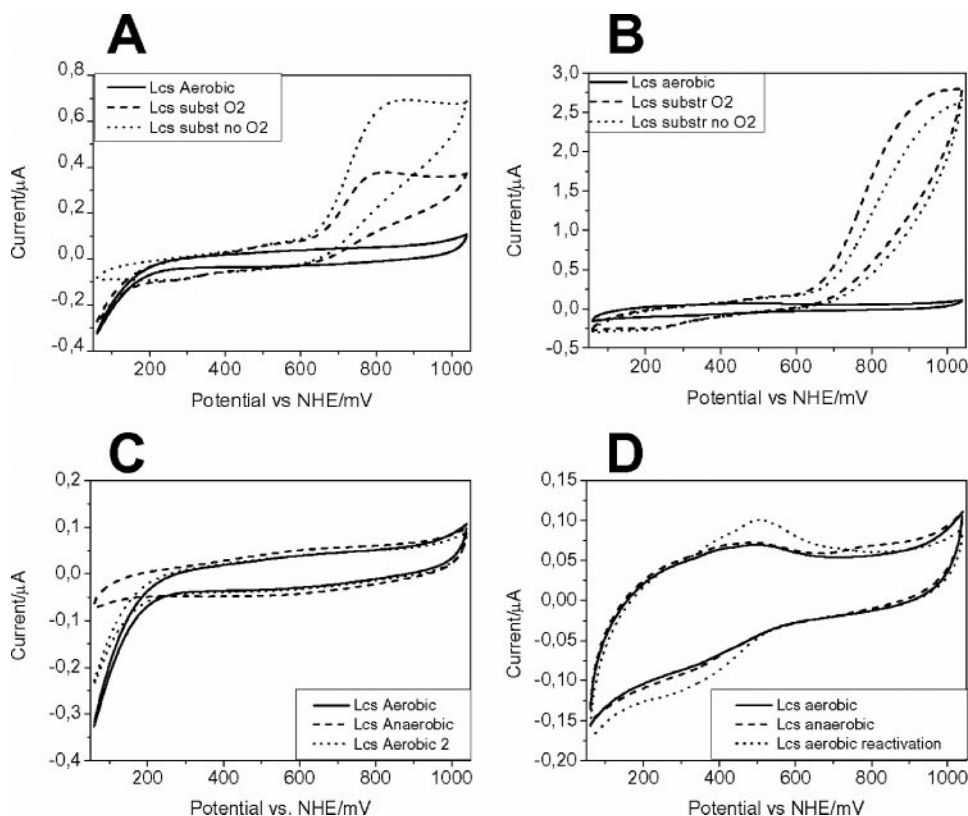 A
B
0,8
0,6
0,4
0,2
0,0
-0,2
-0,4
Current/µA
Lcs Aerobic
Lcs subst O2
Lcs subst no O2
200 400 600 800 1000
Potential vs NHE/mV
3,0
2,5
2,0
1,5
1,0
0,5
0,0
-0,5
Current/µA
Lcs aerobic
Lcs substr O2
Lcs substr no O2
200 400 600 800 1000
Potential vs NHE/mV
C
D
0,2
0,1
0,0
-0,1
-0,2
-0,3
-0,4
Current/µA
Lcs Aerobic
Lcs Anaerobic
Lcs Aerobic 2
200 400 600 800 1000
Potential vs. NHE/mV
0,15
0,10
0,05
0,00
-0,05
-0,10
-0,15
-0,20
Current/µA
Lcs aerobic
Lcs anaerobic
Lcs aerobic reactivation
200 400 600 800 1000
Potential vs NHE/mV